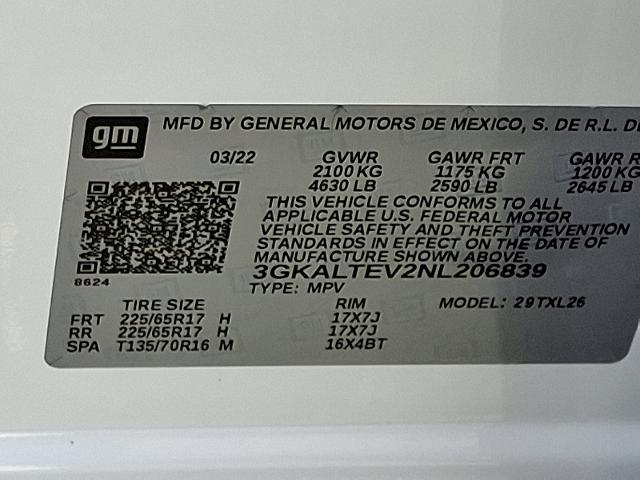 gm
MFD BY GENERAL MOTORS DE MEXICO, S. DE R.L. DE
03/22 GVWR GAWR FRT GAWR R
2100 KG 1175 KG 1200 KG
4630 LB 2590 LB 2645 LB
THIS VEHICLE CONFORMS TO ALL
APPLICABLE U.S. FEDERAL MOTOR
VEHICLE SAFETY AND THEFT PREVENTION
STANDARDS IN EFFECT ON THE DATE OF
MANUFACTURE SHOWN ABOVE.
3GKALTEV2NL206839
8624
TYPE: MPV
TIRE SIZE RIM MODEL: 29TXL26
FRT 225/65R17 H 17X7J
RR 225/65R17 H 17X7J
SPA T135/70R16 M 16X4BT